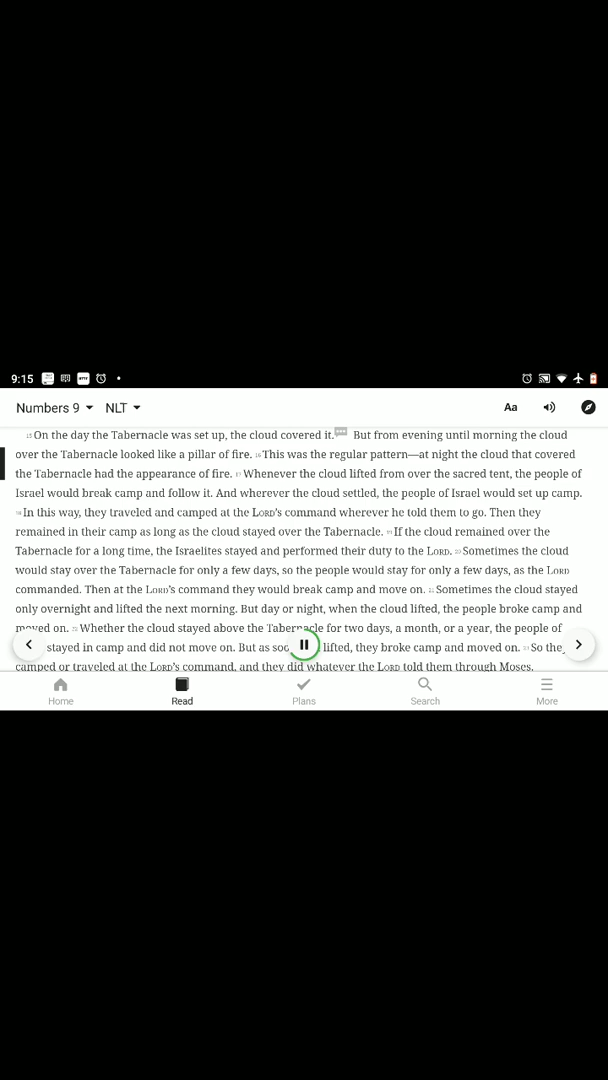 9:15
Numbers 9 NLT Aa
15 On the day the Tabernacle was set up, the cloud covered it. But from evening until morning the cloud
over the Tabernacle looked like a pillar of fire. 16 This was the regular pattern—at night the cloud that covered
the Tabernacle had the appearance of fire. 17 Whenever the cloud lifted from over the sacred tent, the people of
Israel would break camp and follow it. And wherever the cloud settled, the people of Israel would set up camp.
18 In this way, they traveled and camped at the LORD's command wherever he told them to go. Then they
remained in their camp as long as the cloud stayed over the Tabernacle. 19 If the cloud remained over the
Tabernacle for a long time, the Israelites stayed and performed their duty to the LORD. 20 Sometimes the cloud
would stay over the Tabernacle for only a few days, so the people would stay for only a few days, as the LORD
commanded. Then at the LORD's command they would break camp and move on. 21 Sometimes the cloud stayed
only overnight and lifted the next morning. But day or night, when the cloud lifted, the people broke camp and
moved on. 22 Whether the cloud stayed above the Tabernacle for two days, a month, or a year, the people of
stayed in camp and did not move on. But as soo lifted, they broke camp and moved on. 23 So they
camped or traveled at the LORD's command, and they did whatever the LORD told them through Moses.
Home Read Plans Search More